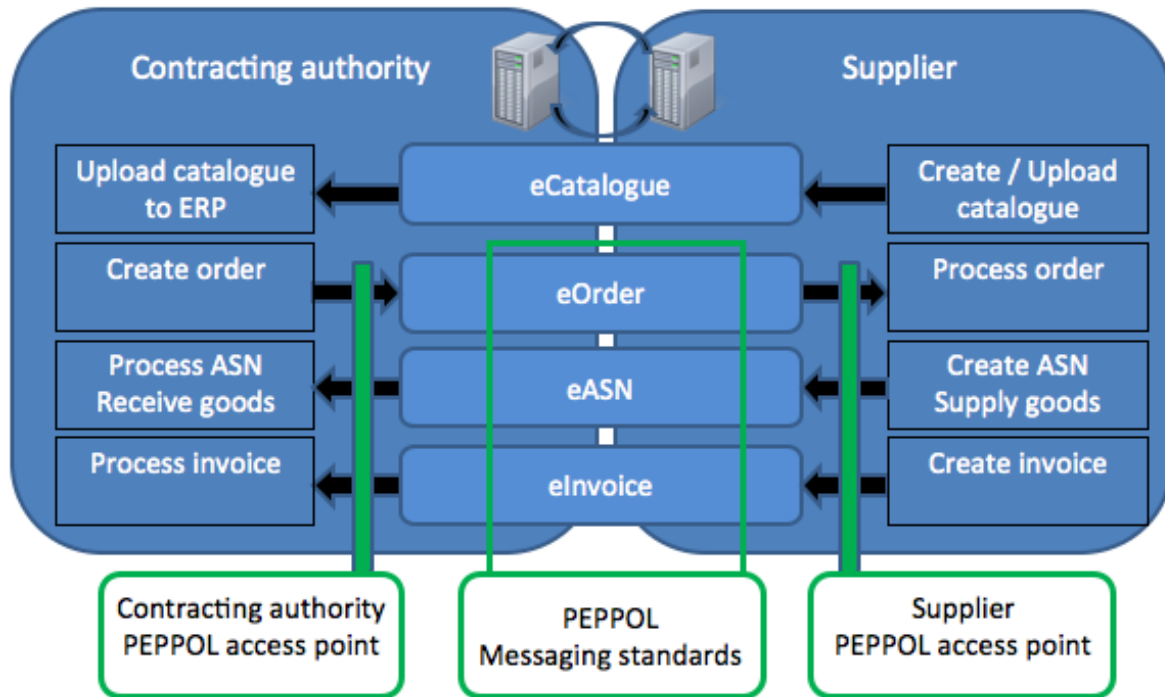 Contracting authority
Supplier
Upload catalogue
to ERP
eCatalogue
Create / Upload
catalogue
Create order
eOrder
Process order
Process ASN
Receive goods
eASN
Create ASN
Supply goods
Process invoice
eInvoice
Create invoice
Contracting authority
PEPPOL access point
PEPPOL
Messaging standards
Supplier
PEPPOL access point